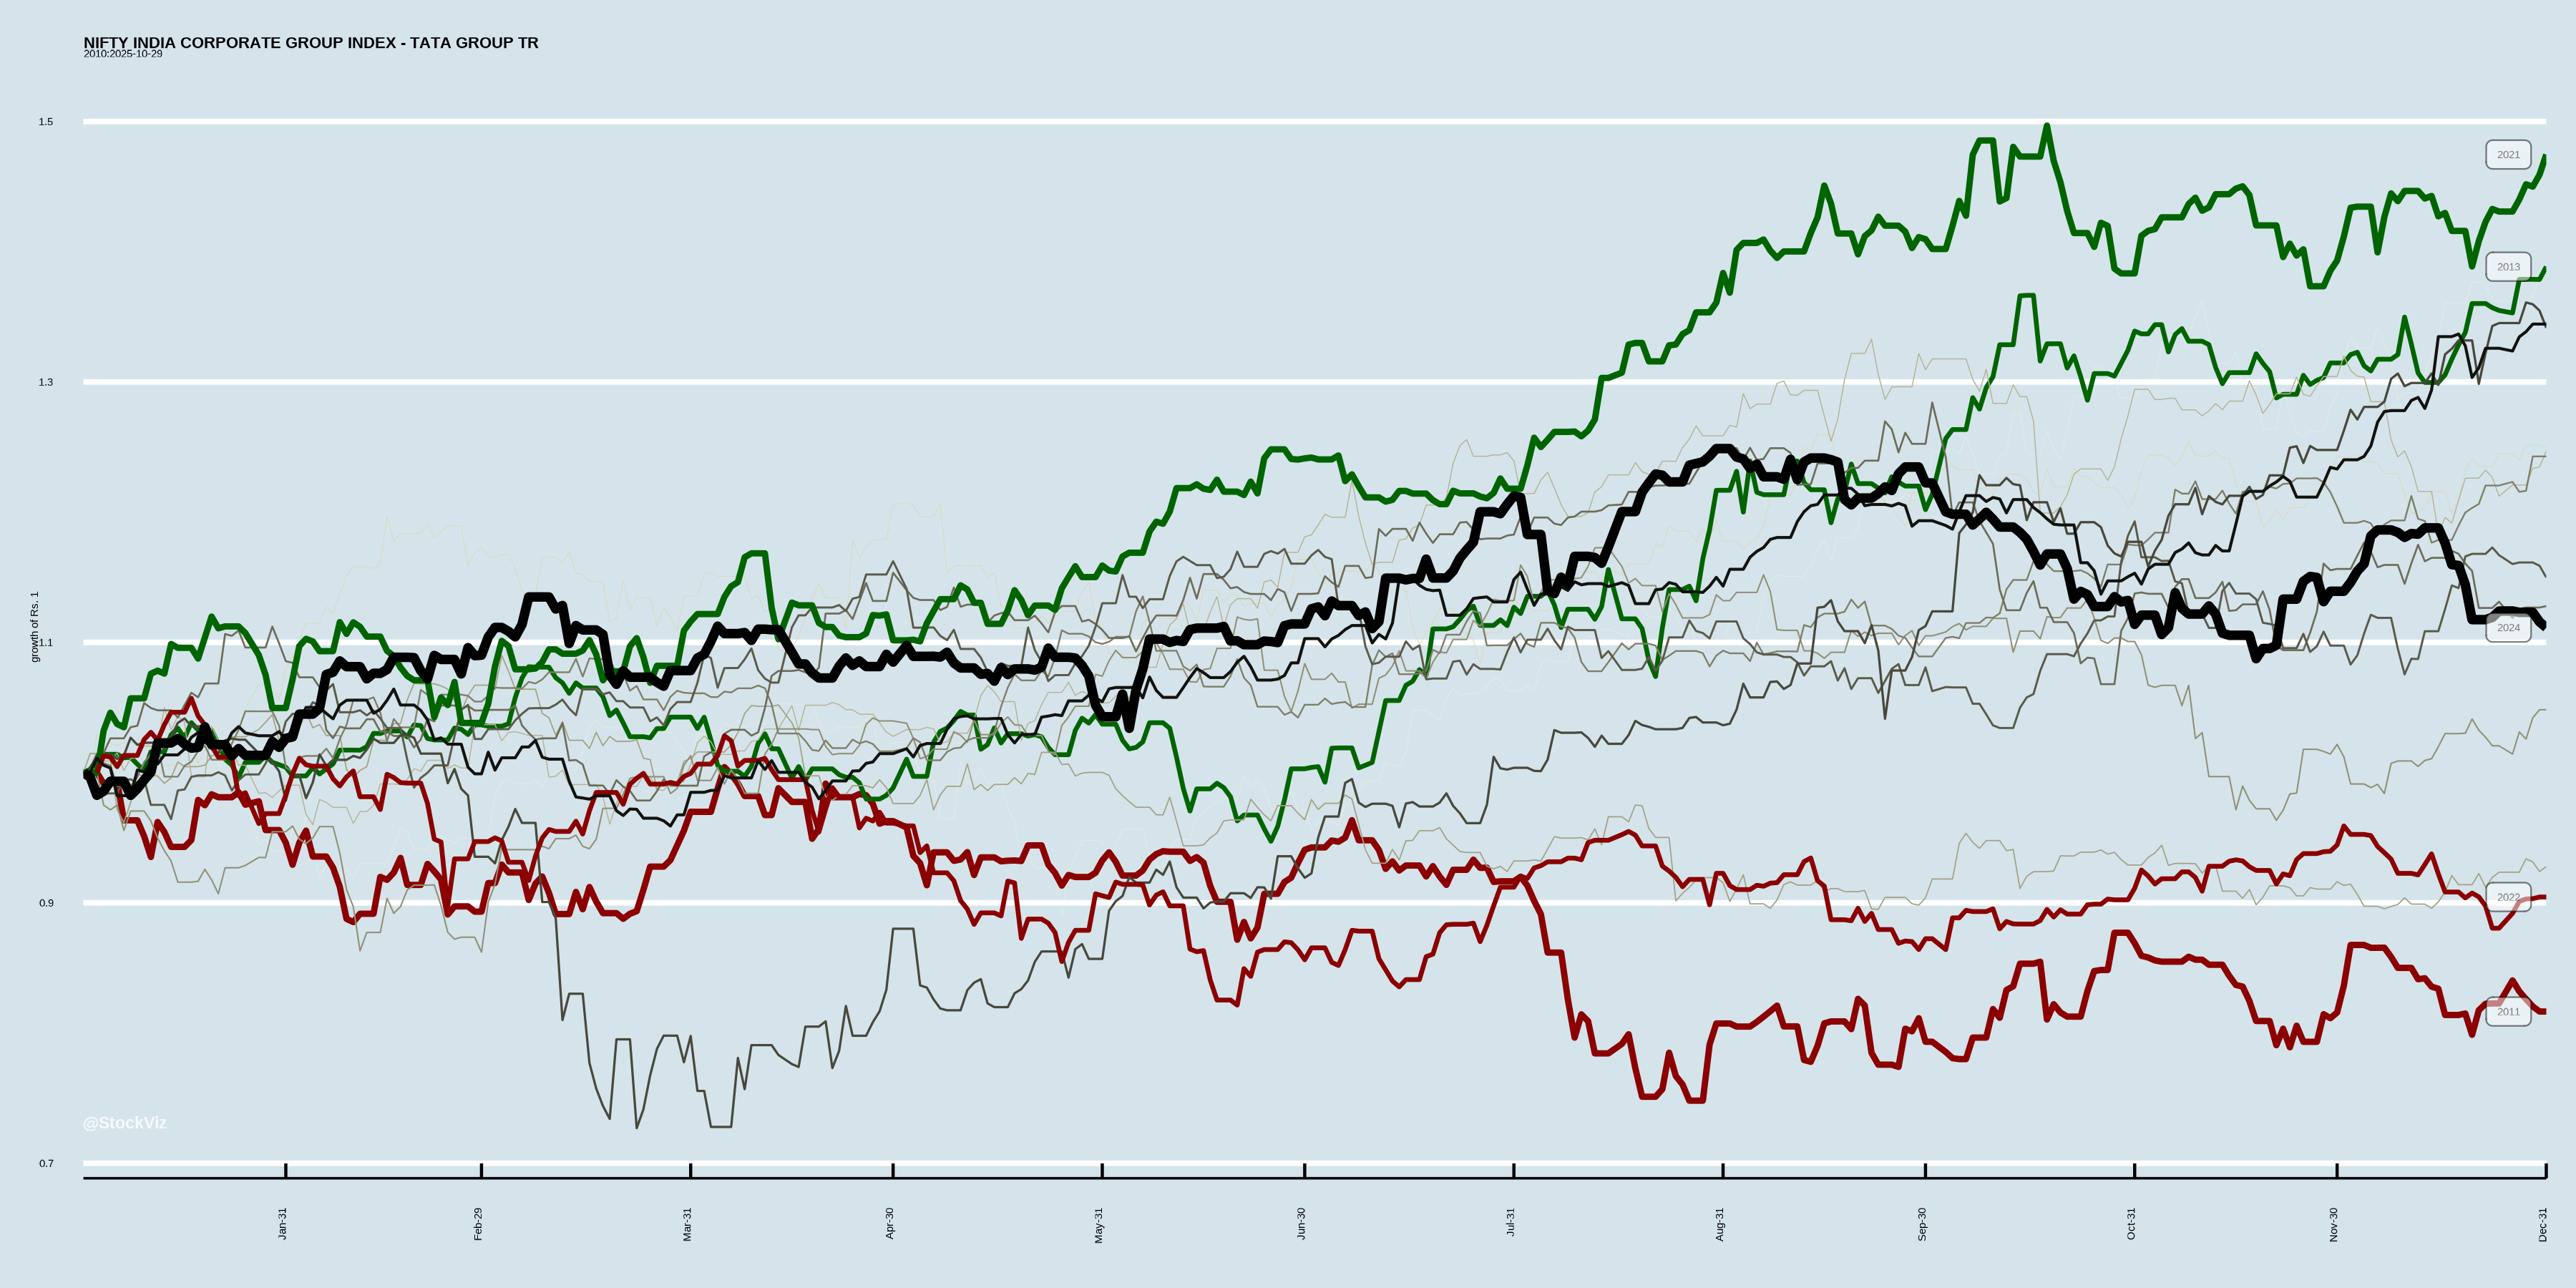 NIFTY INDIA CORPORATE GROUP INDEX - TATA GROUP TR
2010:2025-10-29
growth of Rs. 1
1.5
1.3
1.1
0.9
0.7
2021
2013
2024
2022
2011
@StockViz
Jan-31
Feb-29
Mar-31
Apr-30
May-31
Jun-30
Jul-31
Aug-31
Sep-30
Oct-31
Nov-30
Dec-31